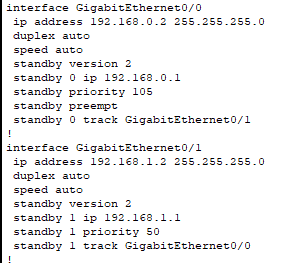 interface GigabitEthernet0/0
ip address 192.168.0.2 255.255.255.0
duplex auto
speed auto
standby version 2
standby 0 ip 192.168.0.1
standby priority 105
standby preempt
standby 0 track GigabitEthernet0/1
!
interface GigabitEthernet0/1
ip address 192.168.1.2 255.255.255.0
duplex auto
speed auto
standby version 2
standby 1 ip 192.168.1.1
standby 1 priority 50
standby 1 track GigabitEthernet0/0
!